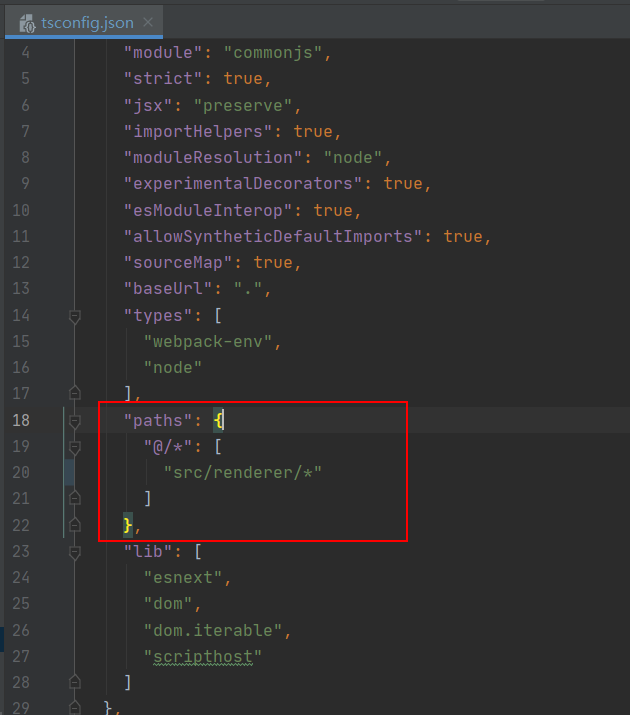 tsconfig.json
4 "module": "commonjs",
5 "strict": true,
6 "jsx": "preserve",
7 "importHelpers": true,
8 "moduleResolution": "node",
9 "experimentalDecorators": true,
10 "esModuleInterop": true,
11 "allowSyntheticDefaultImports": true,
12 "sourceMap": true,
13 "baseUrl": ".",
14 "types": [
15 "webpack-env",
16 "node"
17 ],
18 "paths": {
19 "@/*": [
20 "src/renderer/*"
21 ]
22 },
23 "lib": [
24 "esnext",
25 "dom",
26 "dom.iterable",
27 "scripthost"
28 ]
29 },